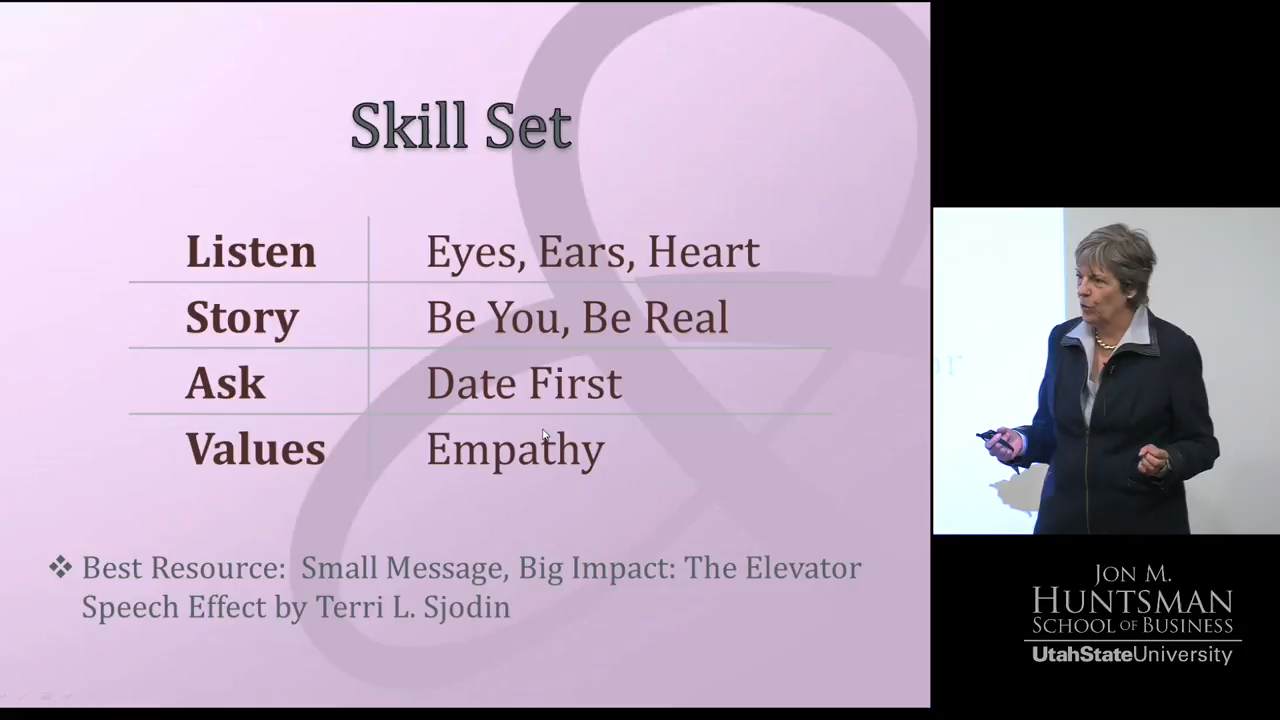 Skill Set
Listen Eyes, Ears, Heart
Story Be You, Be Real
Ask Date First
Values Empathy
❖ Best Resource: Small Message, Big Impact: The Elevator
Speech Effect by Terri L. Sjodin
or
JON M.
HUNTSMAN
SCHOOL OF BUSINESS
UtahStateUniversity